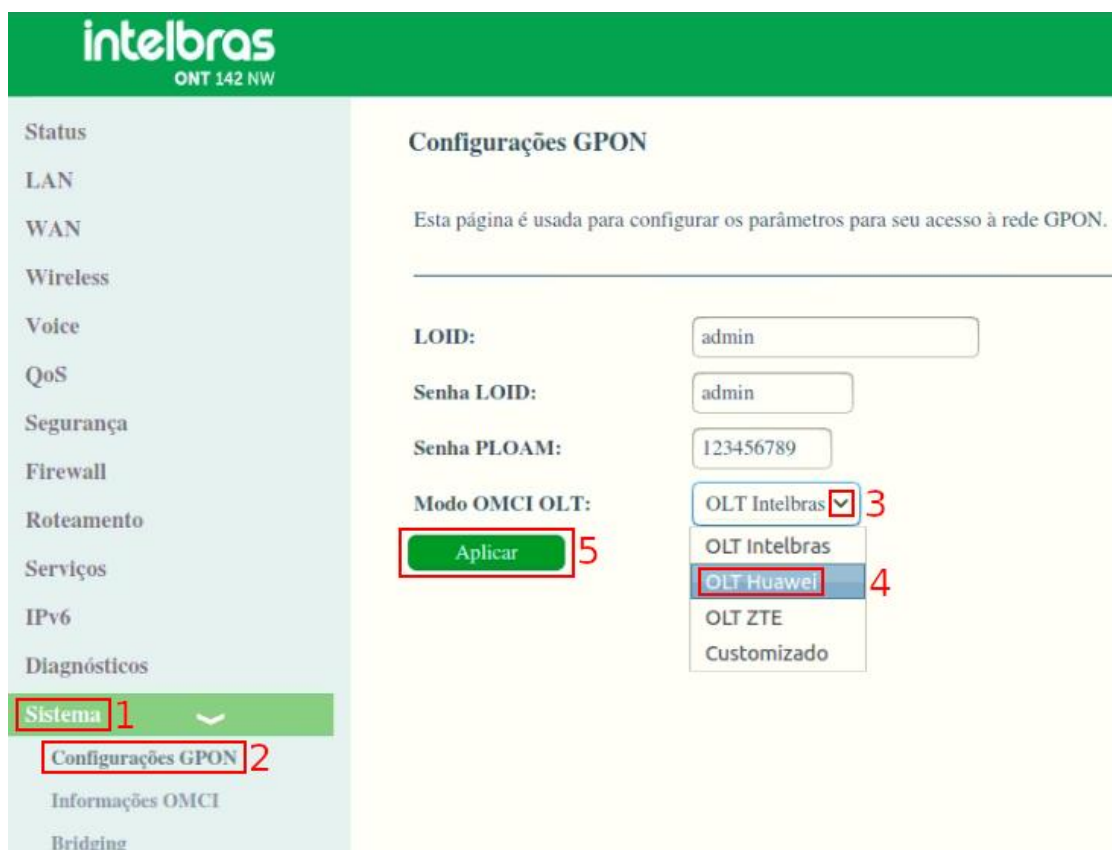 intelbras
ONT 142 NW
Status
LAN
WAN
Wireless
Voice
QoS
Segurança
Firewall
Roteamento
Serviços
IPv6
Diagnósticos
Sistema 1
Configurações GPON 2
Informações OMCI
Bridging
Configurações GPON
Esta página é usada para configurar os parâmetros para seu acesso à rede GPON.
LOID: admin
Senha LOID: admin
Senha PLOAM: 123456789
Modo OMCI OLT: OLT Intelbras 3
OLT Intelbras
OLT Huawei 4
OLT ZTE
Customizado
Aplicar 5